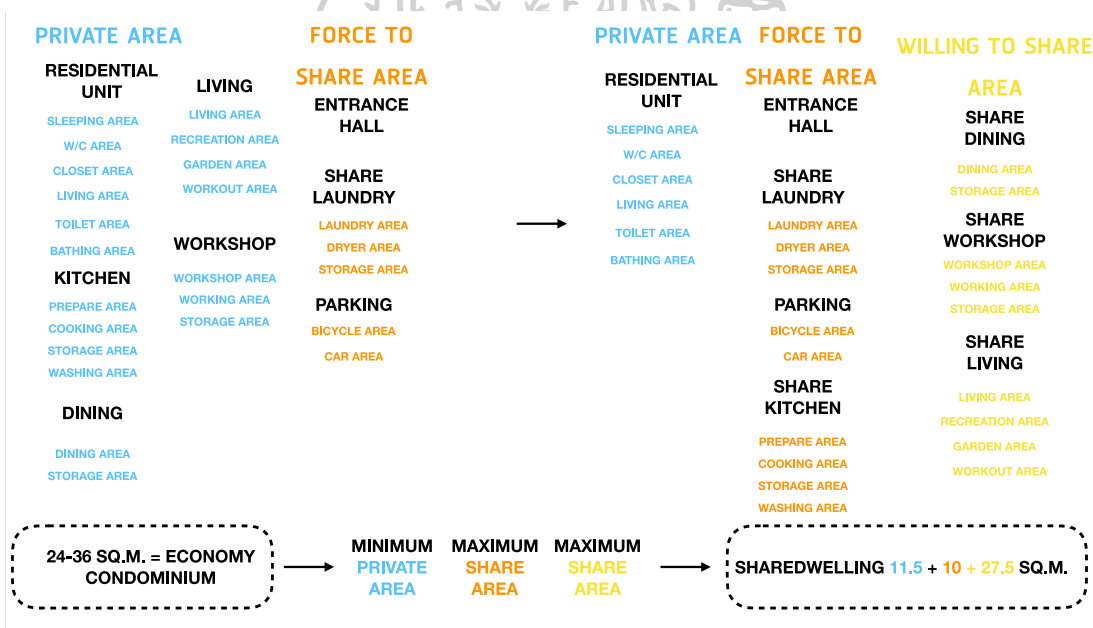 PRIVATE AREA
RESIDENTIAL
UNIT
SLEEPING AREA
W/C AREA
CLOSET AREA
LIVING AREA
TOILET AREA
BATHING AREA
KITCHEN
PREPARE AREA
COOKING AREA
STORAGE AREA
WASHING AREA
DINING
DINING AREA
STORAGE AREA
LIVING
LIVING AREA
RECREATION AREA
GARDEN AREA
WORKOUT AREA
WORKSHOP
WORKSHOP AREA
WORKING AREA
STORAGE AREA
FORCE TO
SHARE AREA
ENTRANCE
HALL
SHARE
LAUNDRY
LAUNDRY AREA
DRYER AREA
STORAGE AREA
PARKING
BICYCLE AREA
CAR AREA
PRIVATE AREA
RESIDENTIAL
UNIT
SLEEPING AREA
W/C AREA
CLOSET AREA
LIVING AREA
TOILET AREA
BATHING AREA
FORCE TO
SHARE AREA
ENTRANCE
HALL
SHARE
LAUNDRY
LAUNDRY AREA
DRYER AREA
STORAGE AREA
PARKING
BICYCLE AREA
CAR AREA
SHARE
KITCHEN
PREPARE AREA
COOKING AREA
STORAGE AREA
WASHING AREA
WILLING TO SHARE
AREA
SHARE
DINING
DINING AREA
STORAGE AREA
SHARE
WORKSHOP
WORKSHOP AREA
WORKING AREA
STORAGE AREA
SHARE
LIVING
LIVING AREA
RECREATION AREA
GARDEN AREA
WORKOUT AREA
24-36 SQ.M. = ECONOMY
CONDOMINIUM
MINIMUM
PRIVATE
AREA
MAXIMUM
SHARE
AREA
MAXIMUM
SHARE
AREA
SHAREDWELLING 11.5 + 10 + 27.5 SQ.M.